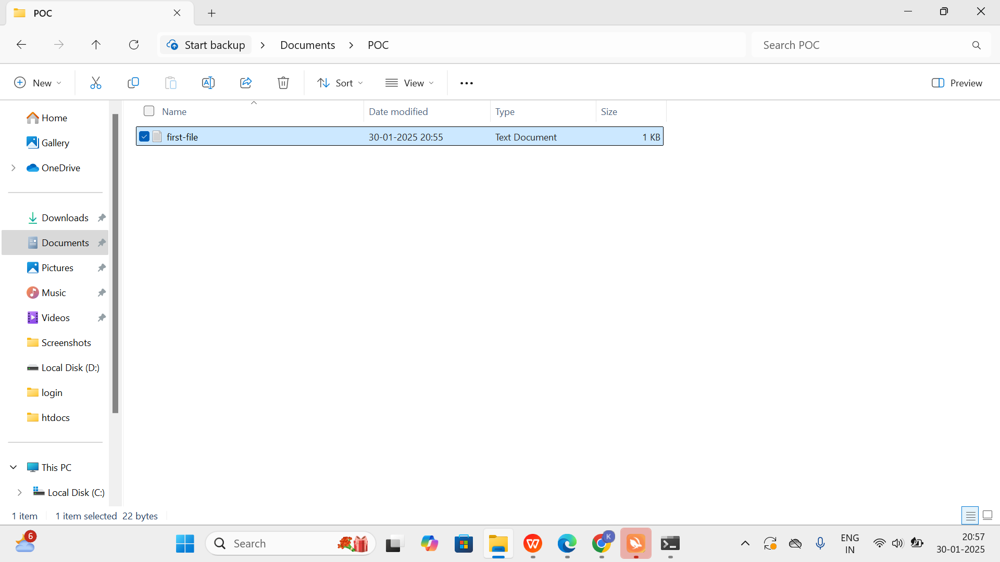 POC
Start backup > Documents > POC
Search POC
New
Sort
View
Preview
Name
Date modified
Type
Size
first-file
30-01-2025 20:55
Text Document
1 KB
Home
Gallery
OneDrive
Downloads
Documents
Pictures
Music
Videos
Screenshots
Local Disk (D:)
login
htdocs
This PC
Local Disk (C:)
1 item
1 item selected 22 bytes
6
Search
K
ENG
IN
20:57
30-01-2025